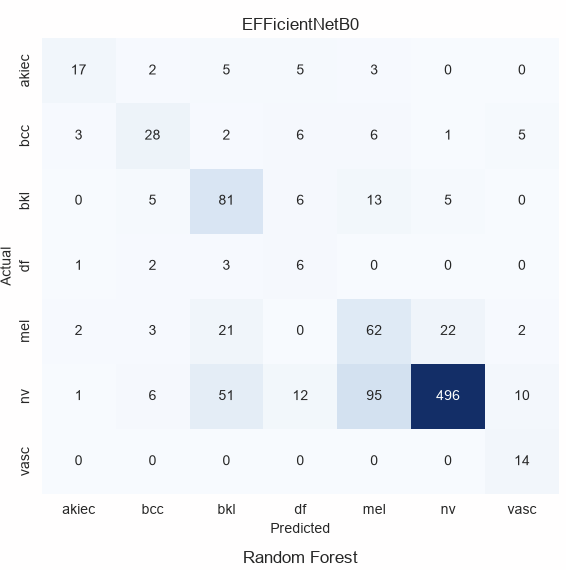 EFFicientNetB0
akiec 17 2 5 5 3 0 0
bcc 3 28 2 6 6 1 5
bkl 0 5 81 6 13 5 0
Actual
df 1 2 3 6 0 0 0
mel 2 3 21 0 62 22 2
nv 1 6 51 12 95 496 10
vasc 0 0 0 0 0 0 14
akiec bcc bkl df mel nv vasc
Predicted
Random Forest